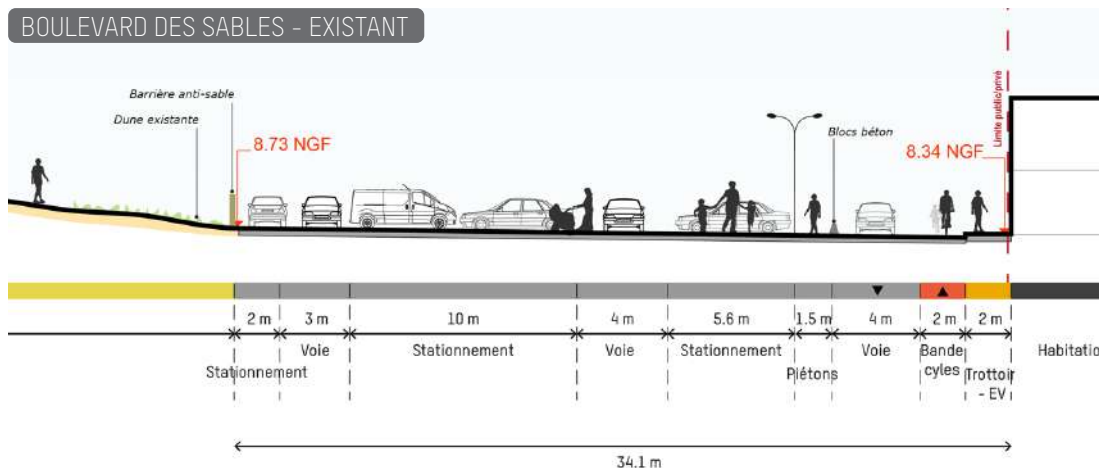 BOULEVARD DES SABLES - EXISTANT
Barrière anti-sable
Dune existante
8.73 NGF
Blocs béton
Limite public/privé
8.34 NGF
2 m
3 m
10 m
4 m
5.6 m
1.5 m
4 m
2 m
2 m
Stationnement
Voie
Stationnement
Voie
Stationnement
Piétons
Voie
Bande
cyles
Trottoir
- EV
Habitatio
34.1 m